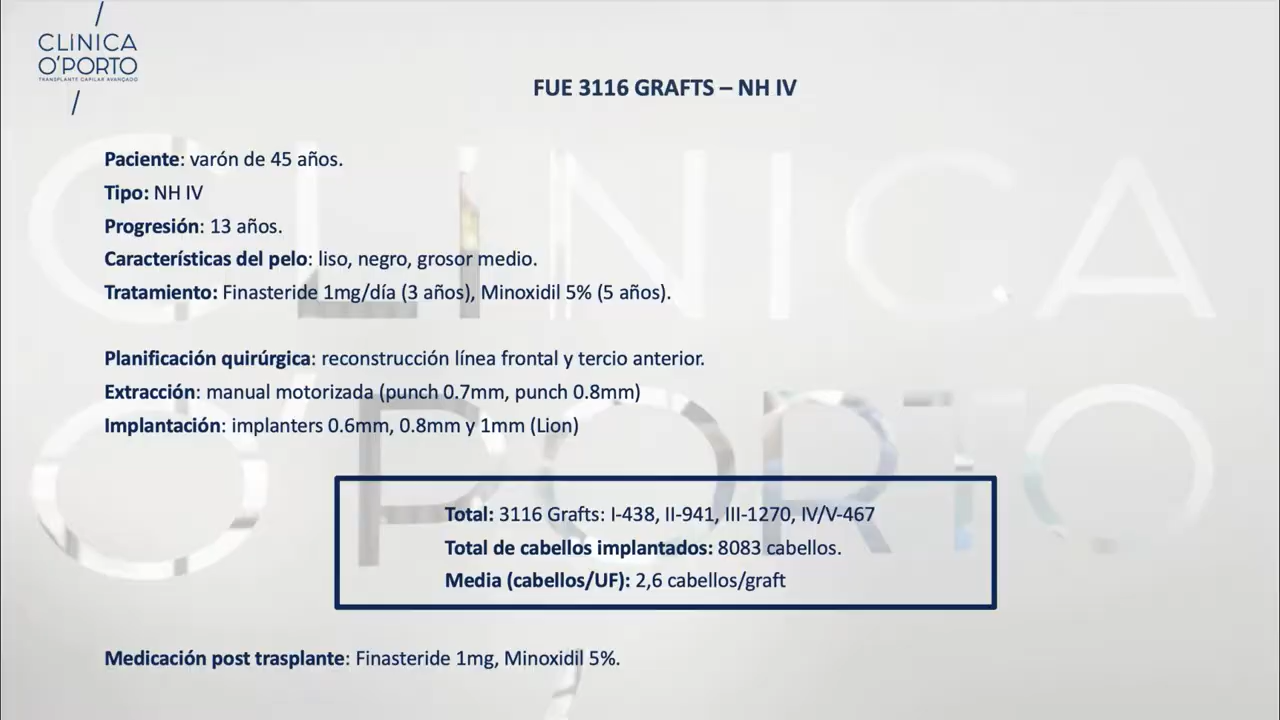 CLÍNICA
O'PORTO
TRANSPLANTE CAPILAR AVANÇADO
FUE 3116 GRAFTS – NH IV
Paciente: varón de 45 años.
Tipo: NH IV
Progresión: 13 años.
Características del pelo: liso, negro, grosor medio.
Tratamiento: Finasteride 1mg/día (3 años), Minoxidil 5% (5 años).
Planificación quirúrgica: reconstrucción línea frontal y tercio anterior.
Extracción: manual motorizada (punch 0.7mm, punch 0.8mm)
Implantación: implanters 0.6mm, 0.8mm y 1mm (Lion)
Total: 3116 Grafts: I-438, II-941, III-1270, IV/V-467
Total de cabellos implantados: 8083 cabellos.
Media (cabellos/UF): 2,6 cabellos/graft
Medicación post trasplante: Finasteride 1mg, Minoxidil 5%.
CLINICA
O'PORTO